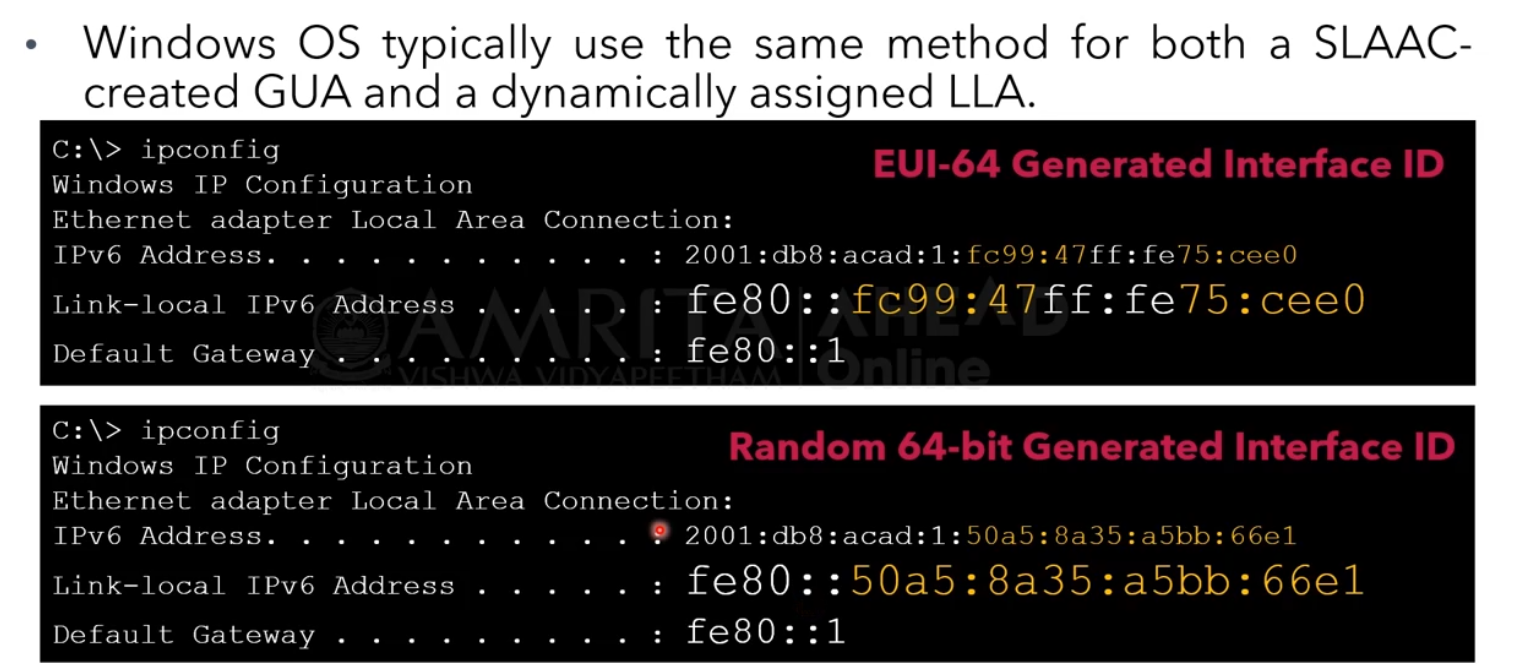 • Windows OS typically use the same method for both a SLAAC-
created GUA and a dynamically assigned LLA.
C:\> ipconfig
EUI-64 Generated Interface ID
Windows IP Configuration
Ethernet adapter Local Area Connection:
IPv6 Address. . . . . . . . . . . : 2001:db8:acad:1:fc99:47ff:fe75:cee0
Link-local IPv6 Address . . . . . : fe80::fc99:47ff:fe75:cee0
Default Gateway . . . . . . . . . : fe80::1
AMRITA AHEAD
VISHWA VIDYAPEETHAM Online
C:\> ipconfig
Random 64-bit Generated Interface ID
Windows IP Configuration
Ethernet adapter Local Area Connection:
IPv6 Address. . . . . . . . . . . : 2001:db8:acad:1:50a5:8a35:a5bb:66e1
Link-local IPv6 Address . . . . . : fe80::50a5:8a35:a5bb:66e1
Default Gateway . . . . . . . . . : fe80::1